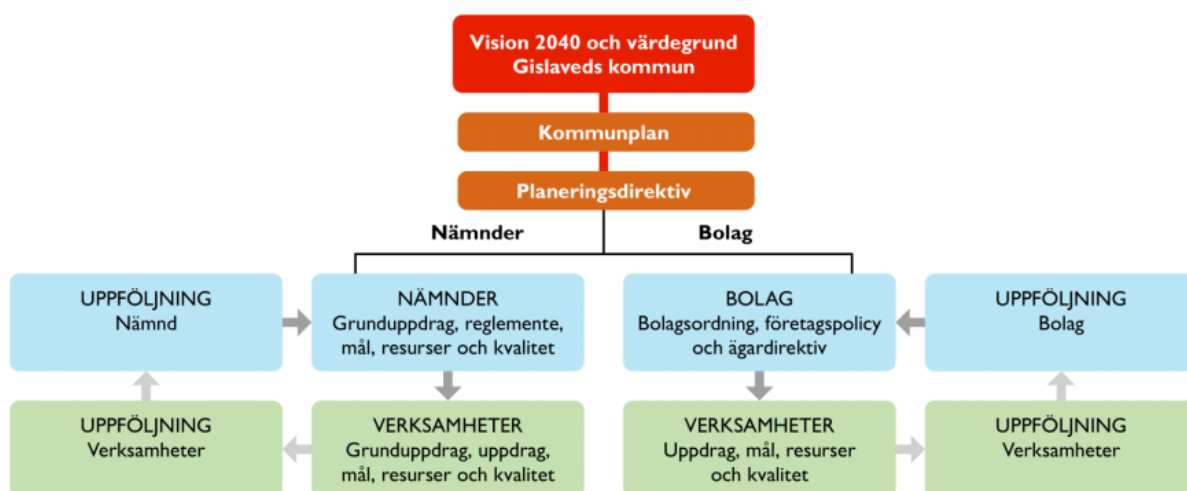 Vision 2040 och värdegrund
Gislaveds kommun
Kommunplan
Planeringsdirektiv
Nämnder
Bolag
UPPFÖLJNING
Nämnd
NÄMNDER
Grunduppdrag, reglemente,
mål, resurser och kvalitet
BOLAG
Bolagsordning, företagspolicy
och ägardirektiv
UPPFÖLJNING
Bolag
UPPFÖLJNING
Verksamheter
VERKSAMHETER
Grunduppdrag, uppdrag,
mål, resurser och kvalitet
VERKSAMHETER
Uppdrag, mål, resurser
och kvalitet
UPPFÖLJNING
Verksamheter